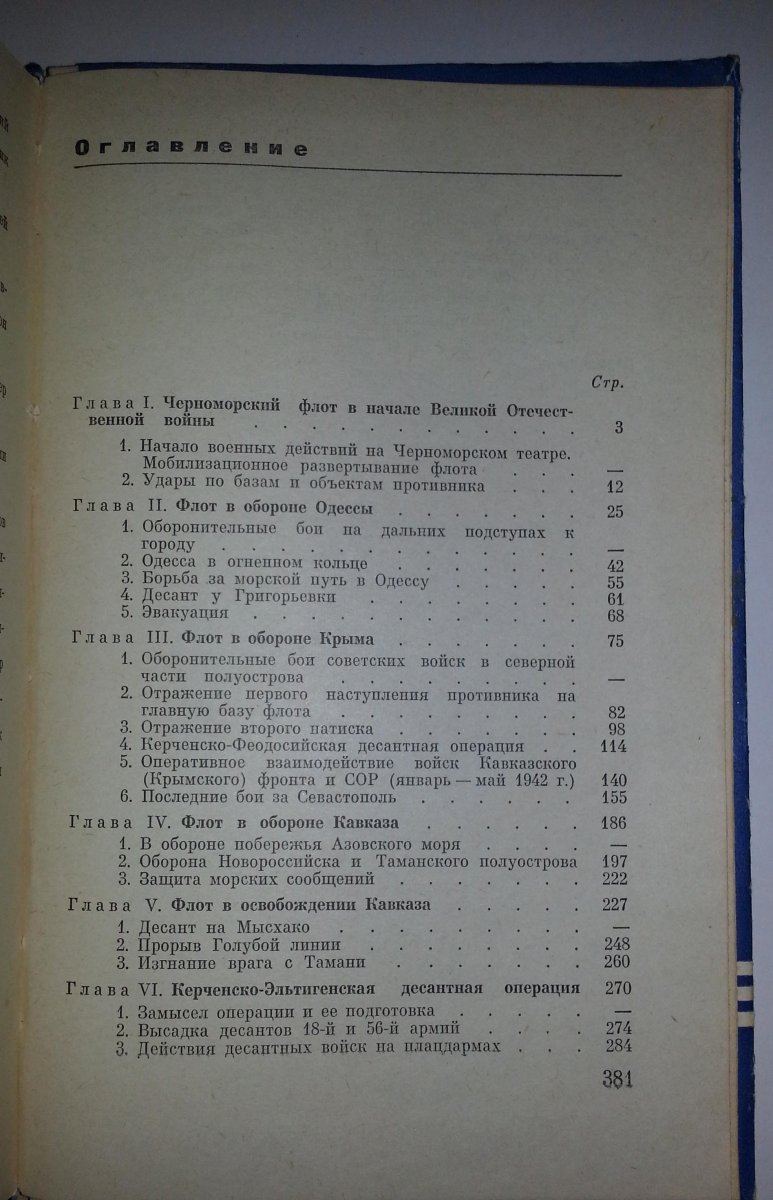 Оглавление
Стр.
Глава I. Черноморский флот в начале Великой Отечест-
венной войны . . . . . . . . . . . . 3
1. Начало военных действий на Черноморском театре.
Мобилизационное развертывание флота . . . —
2. Удары по базам и объектам противника . . . 12
Глава II. Флот в обороне Одессы . . . . . . . 25
1. Оборонительные бои на дальних подступах к
городу . . . . . . . . . . . . . —
2. Одесса в огненном кольце . . . . . . . 42
3. Борьба за морской путь в Одессу . . . . . 55
4. Десант у Григорьевки . . . . . . . . 61
5. Эвакуация . . . . . . . . . . . . 68
Глава III. Флот в обороне Крыма . . . . . . . 75
1. Оборонительные бои советских войск в северной
части полуострова . . . . . . . . . —
2. Отражение первого наступления противника на
главную базу флота . . . . . . . . . 82
3. Отражение второго натиска . . . . . . . 98
4. Керченско-Феодосийская десантная операция . . 114
5. Оперативное взаимодействие войск Кавказского
(Крымского) фронта и СОР (январь — май 1942 г.) 140
6. Последние бои за Севастополь . . . . . . 155
Глава IV. Флот в обороне Кавказа . . . . . . 186
1. В обороне побережья Азовского моря . . . . —
2. Оборона Новороссийска и Таманского полуострова 197
3. Защита морских сообщений . . . . . . . 222
Глава V. Флот в освобождении Кавказа . . . . . 227
1. Десант на Мысхако . . . . . . . . . —
2. Прорыв Голубой линии . . . . . . . . 248
3. Изгнание врага с Тамани . . . . . . . 260
Глава VI. Керченско-Эльтигенская десантная операция 270
1. Замысел операции и ее подготовка . . . . . —
2. Высадка десантов 18-й и 56-й армий . . . . 274
3. Действия десантных войск на плацдармах . . . 284
381